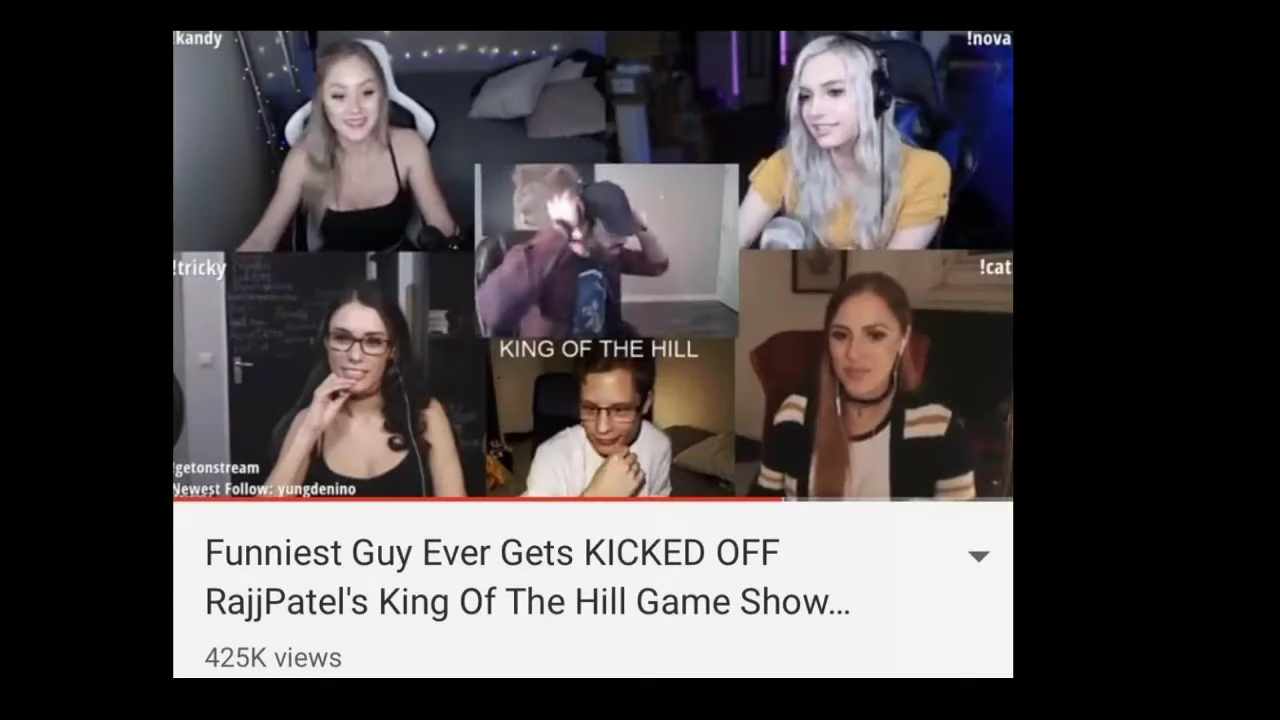 !kandy
!nova
!tricky
!cat
KING OF THE HILL
!getonstream
Newest Follow: yungdenino
Funniest Guy Ever Gets KICKED OFF
RajjPatel's King Of The Hill Game Show...
425K views